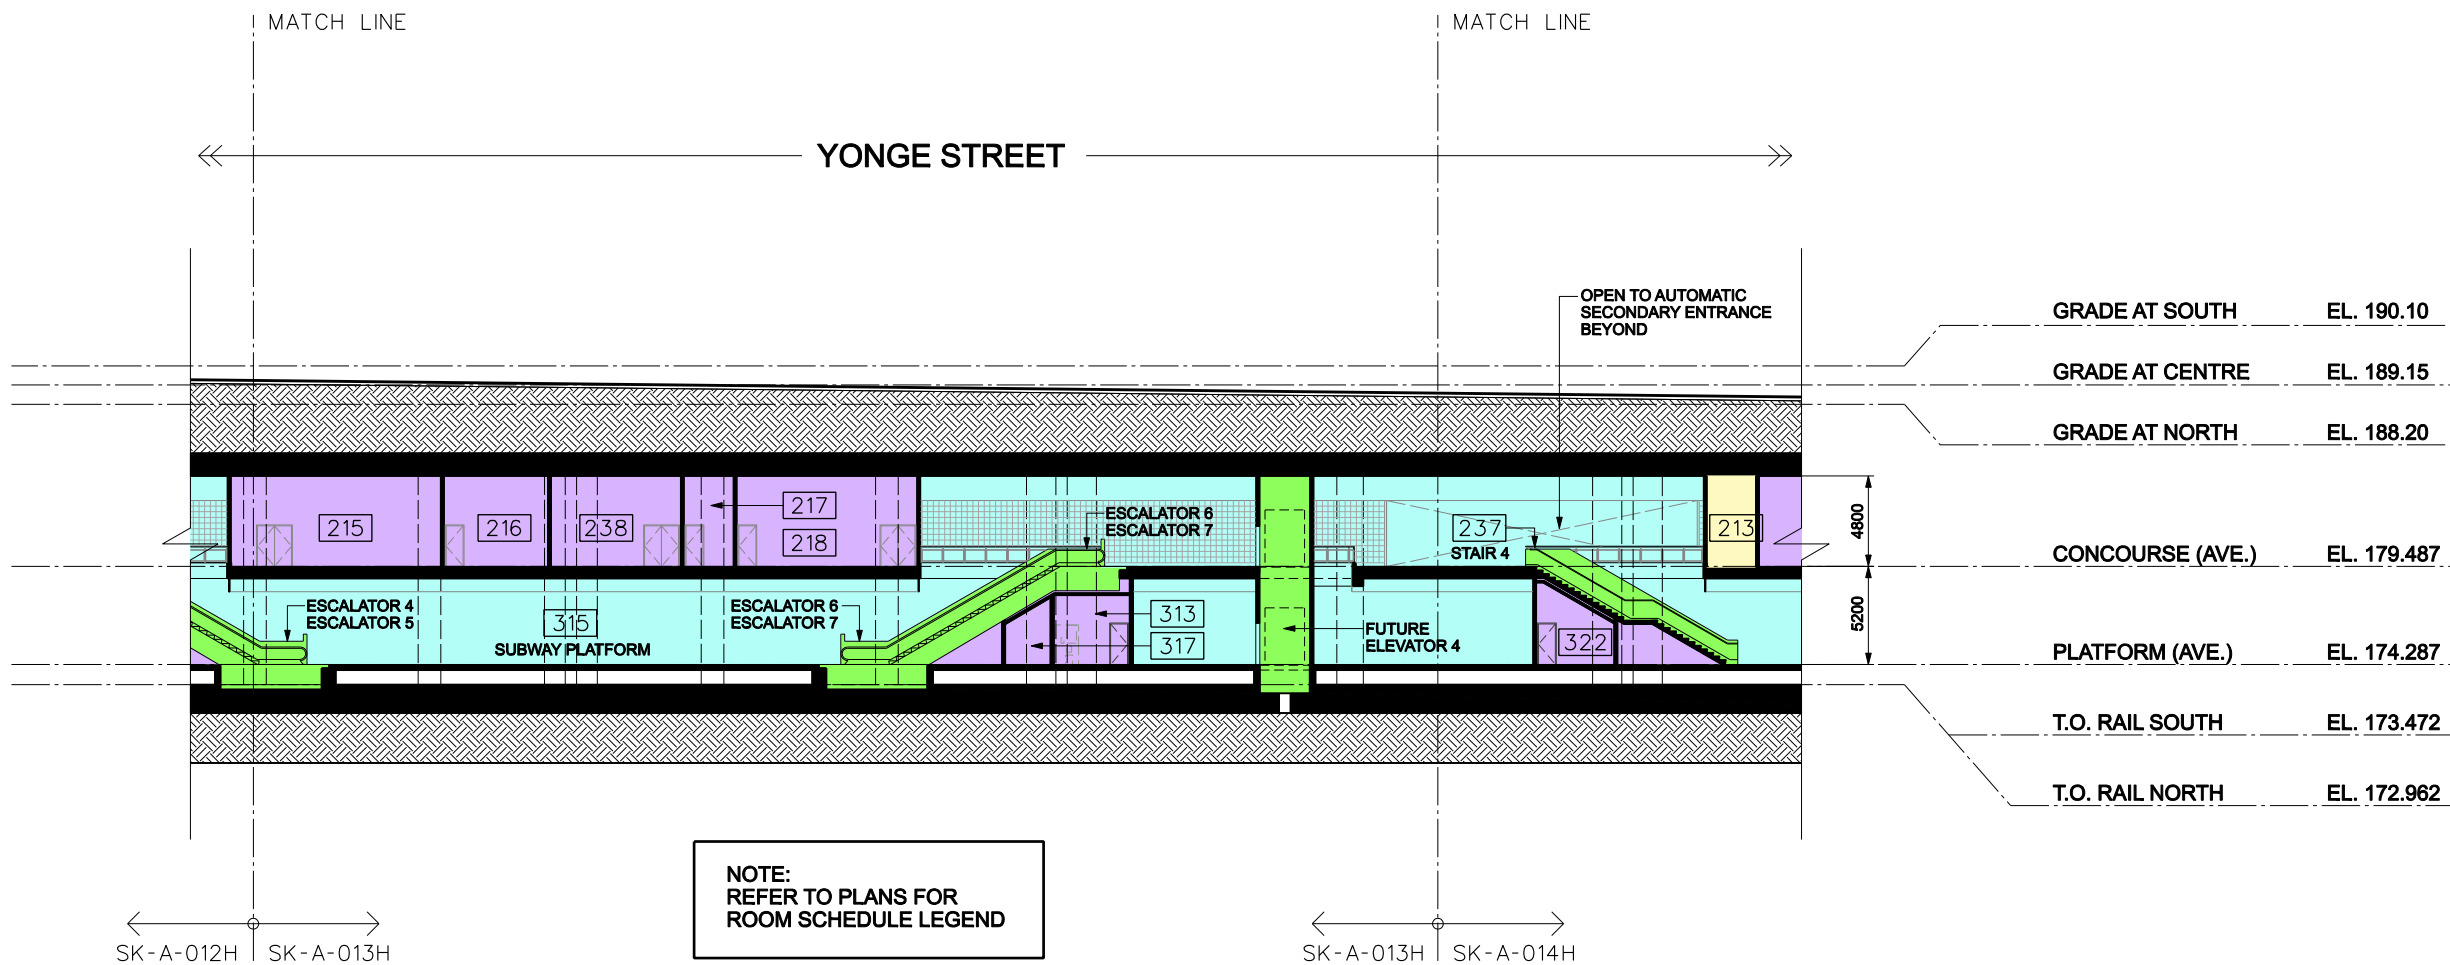 MATCH LINE
MATCH LINE
YONGE STREET
OPEN TO AUTOMATIC
SECONDARY ENTRANCE
BEYOND
GRADE AT SOUTH EL. 190.10
GRADE AT CENTRE EL. 189.15
GRADE AT NORTH EL. 188.20
215
216
238
217
218
ESCALATOR 6
ESCALATOR 7
237
STAIR 4
213
4800
CONCOURSE (AVE.) EL. 179.487
ESCALATOR 4
ESCALATOR 5
315
SUBWAY PLATFORM
ESCALATOR 6
ESCALATOR 7
313
317
FUTURE
ELEVATOR 4
322
5200
PLATFORM (AVE.) EL. 174.287
T.O. RAIL SOUTH EL. 173.472
T.O. RAIL NORTH EL. 172.962
NOTE:
REFER TO PLANS FOR
ROOM SCHEDULE LEGEND
SK-A-012H SK-A-013H
SK-A-013H SK-A-014H